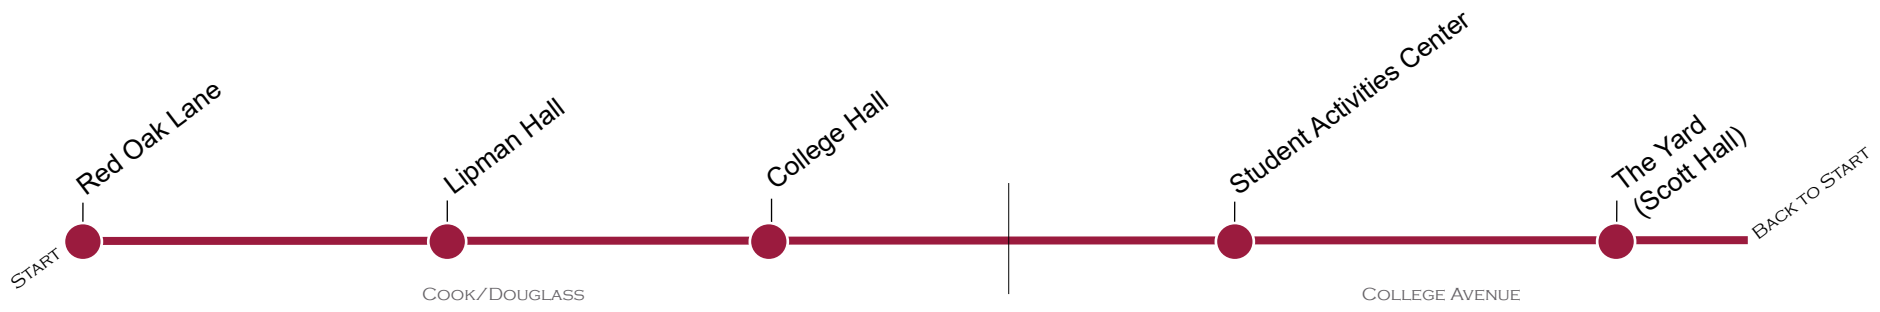 Start
Red Oak Lane
Lipman Hall
College Hall
Student Activities Center
The Yard
(Scott Hall)
Back to Start
Cook/Douglass
College Avenue